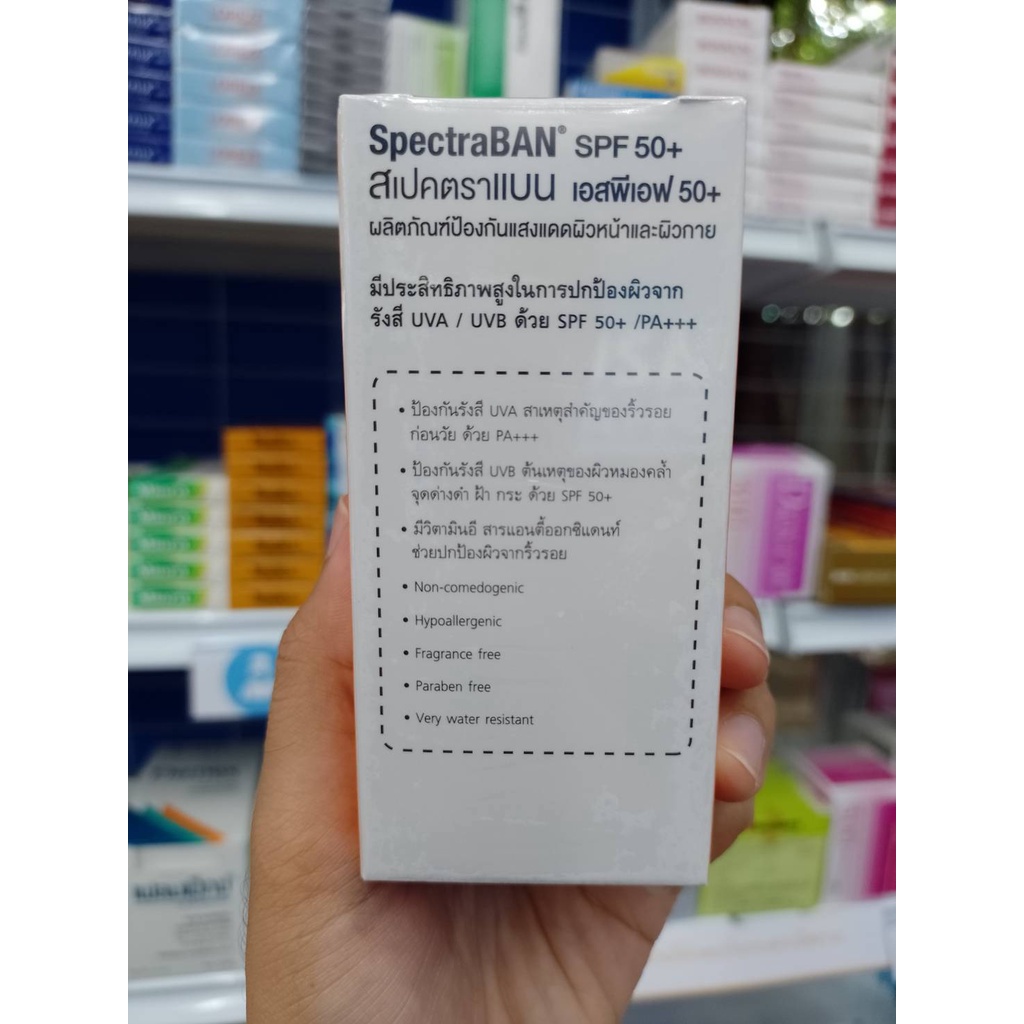 SpectraBAN® SPF 50+
สเปคตราแบน เอสพีเอฟ 50+
ผลิตภัณฑ์ป้องกันแสงแดดผิวหน้าและผิวกาย
มีประสิทธิภาพสูงในการปกป้องผิวจาก
รังสี UVA / UVB ด้วย SPF 50+ /PA+++
• ป้องกันรังสี UVA สาเหตุสำคัญของริ้วรอย
ก่อนวัย ด้วย PA+++
• ป้องกันรังสี UVB ต้นเหตุของผิวหมองคล้ำ
จุดด่างดำ ฝ้า กระ ด้วย SPF 50+
• มีวิตามินอี สารแอนตี้ออกซิแดนท์
ช่วยปกป้องผิวจากริ้วรอย
• Non-comedogenic
• Hypoallergenic
• Fragrance free
• Paraben free
• Very water resistant